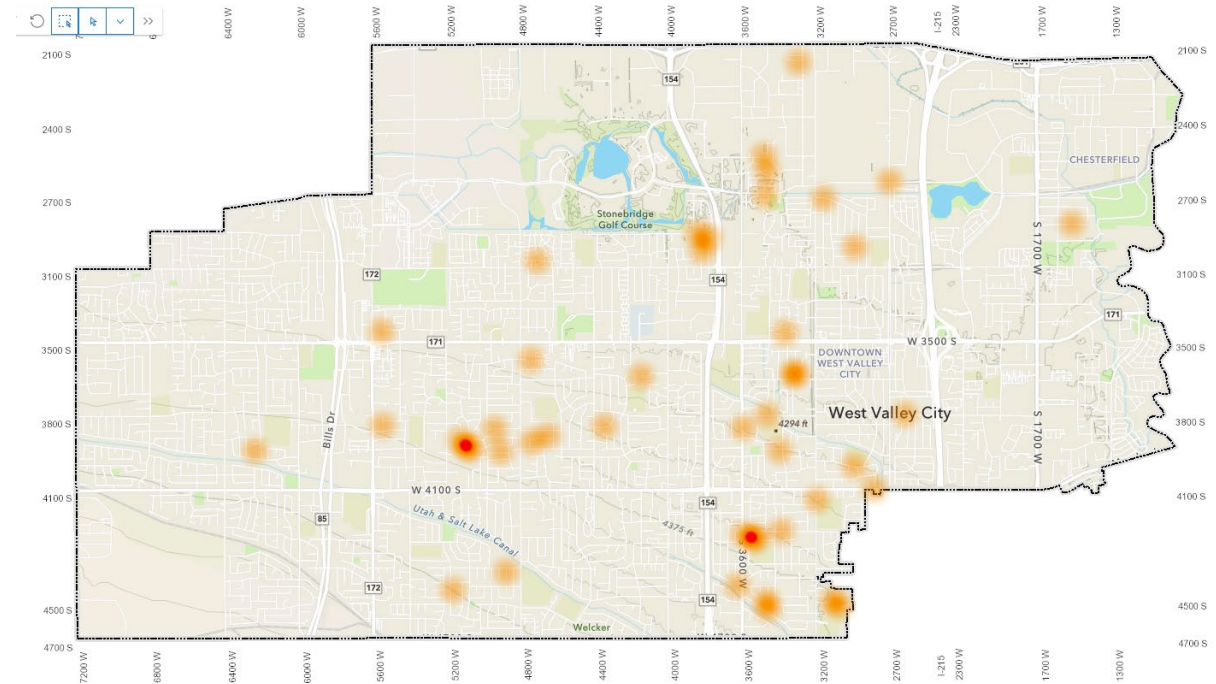 6400 W
6000 W
5600 W
5200 W
4800 W
4400 W
4000 W
3600 W
3200 W
2700 W
I-215
2300 W
1700 W
1300 W
2100 S
2100 S
154
2400 S
2400 S
CHESTERFIELD
2700 S
2700 S
Stonebridge
Golf Course
S 1700 W
3100 S
172
154
3100 S
171
171
W 3500 S
3500 S
3500 S
DOWNTOWN
WEST VALLEY
CITY
West Valley City
3800 S
Bills Dr
4294 ft
3800 S
S 1700 W
W 4100 S
4100 S
4100 S
154
85
Utah & Salt Lake Canal
4375 ft
S 3600 W
172
154
4500 S
4500 S
Welcker
4700 S
4700 S
7200 W
6800 W
6400 W
6000 W
5600 W
5200 W
4800 W
4400 W
4000 W
3600 W
3200 W
2700 W
I-215
2300 W
1700 W
1300 W